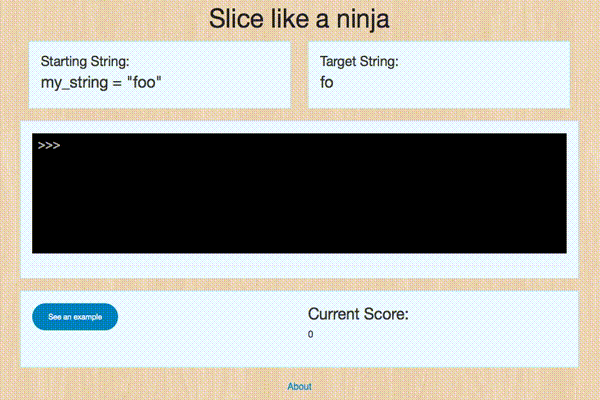 Slice like a ninja
Starting String:
my_string = "foo"
Target String:
fo
>>>
See an example
Current Score:
0
About